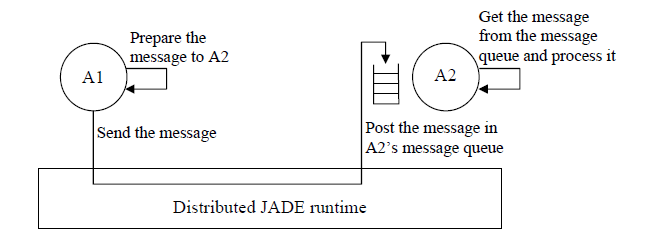 Prepare the
message to A2
A1
Send the message
Get the message
from the message
queue and process it
A2
Post the message in
A2’s message queue
Distributed JADE runtime